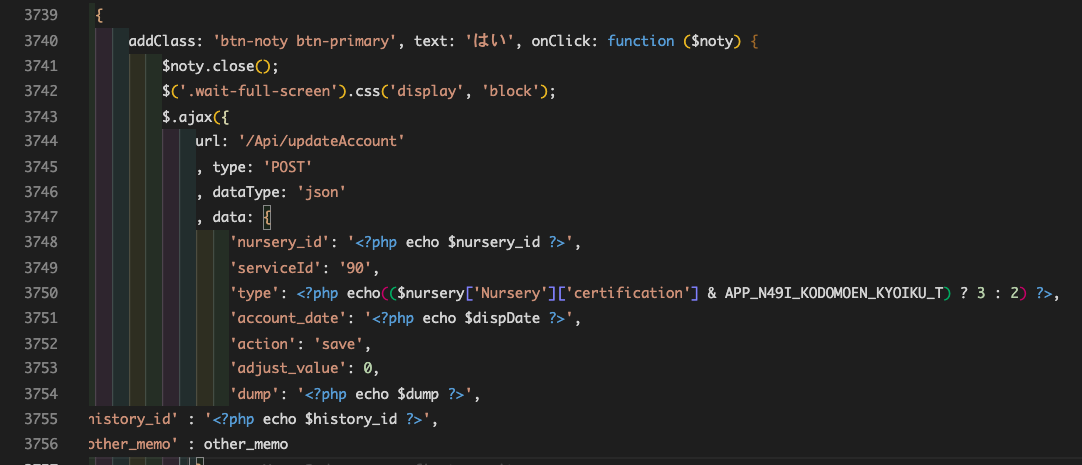 3739 {
3740 addClass: 'btn-noty btn-primary', text: 'はい', onClick: function ($noty) {
3741 $noty.close();
3742 $('.wait-full-screen').css('display', 'block');
3743 $.ajax({
3744 url: '/Api/updateAccount'
3745 , type: 'POST'
3746 , dataType: 'json'
3747 , data: {
3748 'nursery_id': '<?php echo $nursery_id ?>',
3749 'serviceId': '90',
3750 'type': <?php echo(($nursery['Nursery']['certification'] & APP_N49I_KODOMOEN_KYOIKU_T) ? 3 : 2) ?>,
3751 'account_date': '<?php echo $dispDate ?>',
3752 'action': 'save',
3753 'adjust_value': 0,
3754 'dump': '<?php echo $dump ?>',
3755 history_id' : '<?php echo $history_id ?>',
3756 other_memo' : other_memo